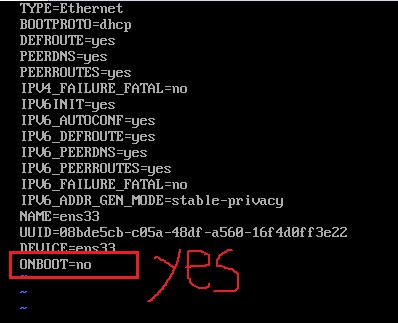 TYPE=Ethernet
BOOTPROTO=dhcp
DEFROUTE=yes
PEERDNS=yes
PEERROUTES=yes
IPV4_FAILURE_FATAL=no
IPV6INIT=yes
IPV6_AUTOCONF=yes
IPV6_DEFROUTE=yes
IPV6_PEERDNS=yes
IPV6_PEERROUTES=yes
IPV6_FAILURE_FATAL=no
IPV6_ADDR_GEN_MODE=stable-privacy
NAME=ens33
UUID=08bde5cb-c05a-48df-a560-16f4d0ff3e22
DEVICE=ens33
ONBOOT=no
yes
~
~
~